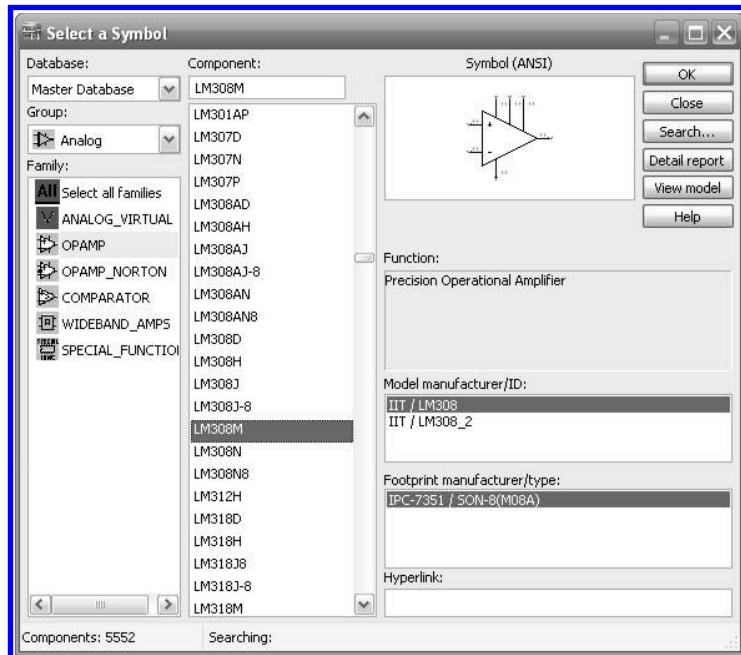 Select a Symbol
Database:
Master Database
Group:
Analog
Family:
All Select all families
ANALOG_VIRTUAL
OPAMP
OPAMP_NORTON
COMPARATOR
WIDEBAND_AMPS
SPECIAL_FUNCTIO
Component:
LM308M
LM301AP
LM307D
LM307N
LM307P
LM308AD
LM308AH
LM308AJ
LM308AJ-8
LM308AN
LM308AN8
LM308D
LM308H
LM308J
LM308J-8
LM308M
LM308N
LM308N8
LM312H
LM318D
LM318H
LM318J8
LM318J-8
LM318M
Symbol (ANSI)
OK
Close
Search...
Detail report
View model
Help
Function:
Precision Operational Amplifier
Model manufacturer/ID:
IIT / LM308
IIT / LM308_2
Footprint manufacturer/type:
IPC-7351 / SON-8(M08A)
Hyperlink:
Components: 5552
Searching: